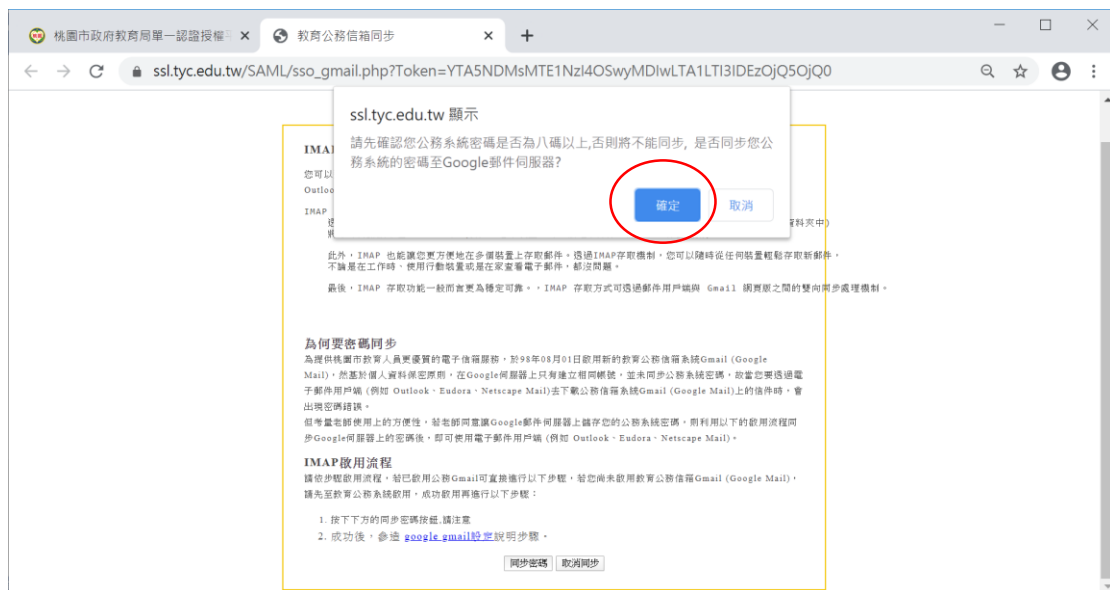 桃園市政府教育局單一認證授權
教育公務信箱同步
ssl.tyc.edu.tw/SAML/sso_gmail.php?Token=YTA5NDMsMTE1NzI4OSwyMDIwLTA1LTI3IDEzOjQ5OjQ0
ssl.tyc.edu.tw 顯示
請先確認您公務系統密碼是否為八碼以上,否則將不能同步, 是否同步您公
務系統的密碼至Google郵件伺服器?
確定
取消
IMA
您可以
Outloo
IMAP
資料夾中)
此外，IMAP 也能讓您更方便地在多個裝置上存取郵件。透過IMAP存取機制，您可以隨時從任何裝置輕鬆存取新郵件，
不論是在工作時、使用行動裝置或是在家查看電子郵件，都沒問題。
最後，IMAP 存取功能一般而言更為穩定可靠。，IMAP 存取方式可透過郵件用戶端與 Gmail 網頁版之間的雙向同步處理機制。
為何要密碼同步
為提供桃園市教育人員更優質的電子信箱服務，於98年08月01日啟用新的教育公務信箱系統Gmail (Google
Mail)，然基於個人資料保密原則，在Google伺服器上只有建立相同帳號，並未同步公務系統密碼，故當您要透過電
子郵件用戶端 (例如 Outlook、Eudora、Netscape Mail)去下載公務信箱系統Gmail (Google Mail)上的信件時，會
出現密碼錯誤。
但考量老師使用上的方便性，若老師同意讓Google郵件伺服器上儲存您的公務系統密碼，則利用以下的啟用流程同
步Google伺服器上的密碼後，即可使用電子郵件用戶端 (例如 Outlook、Eudora、Netscape Mail)。
IMAP啟用流程
請依步驟啟用流程，若已啟用公務Gmail可直接進行以下步驟，若您尚未啟用教育公務信箱Gmail (Google Mail)，
請先至教育公務系統啟用，成功啟用再進行以下步驟：
1. 按下下方的同步密碼按鈕,請注意
2. 成功後，參造 google gmail設定說明步驟。
同步密碼 取消同步